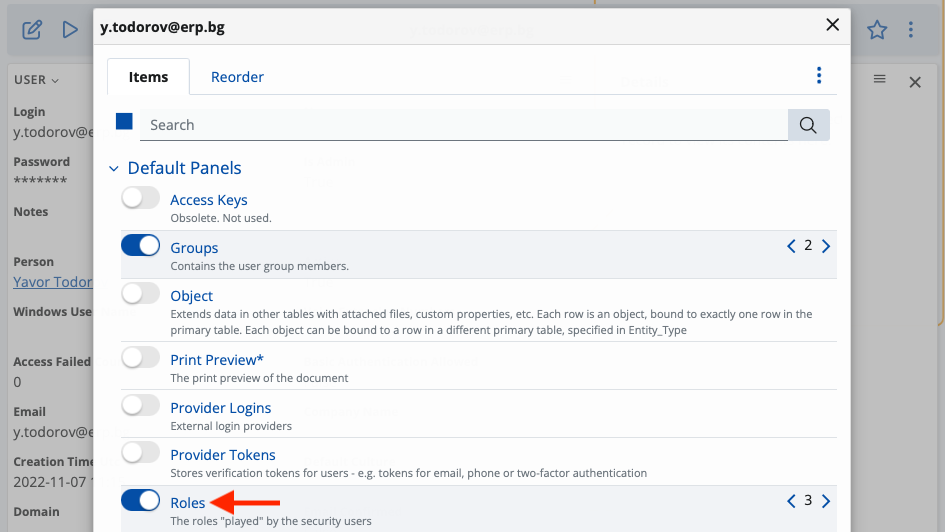 y.todorov@erp.bg
USER
Login
y.todorov@e
Password
*******
Notes
Person
Yavor Todor
Windows Use
Access Failed
0
Email
y.todorov@e
Creation Time
2022-11-07
Domain
Items
Reorder
Search
Default Panels
Access Keys
Obsolete. Not used.
Groups
Contains the user group members.
2
Object
Extends data in other tables with attached files, custom properties, etc. Each row is an object, bound to exactly one row in the
primary table. Each object can be bound to a row in a different primary table, specified in Entity_Type
Print Preview*
The print preview of the document
Provider Logins
External login providers
Provider Tokens
Stores verification tokens for users - e.g. tokens for email, phone or two-factor authentication
Roles
The roles "played" by the security users
3